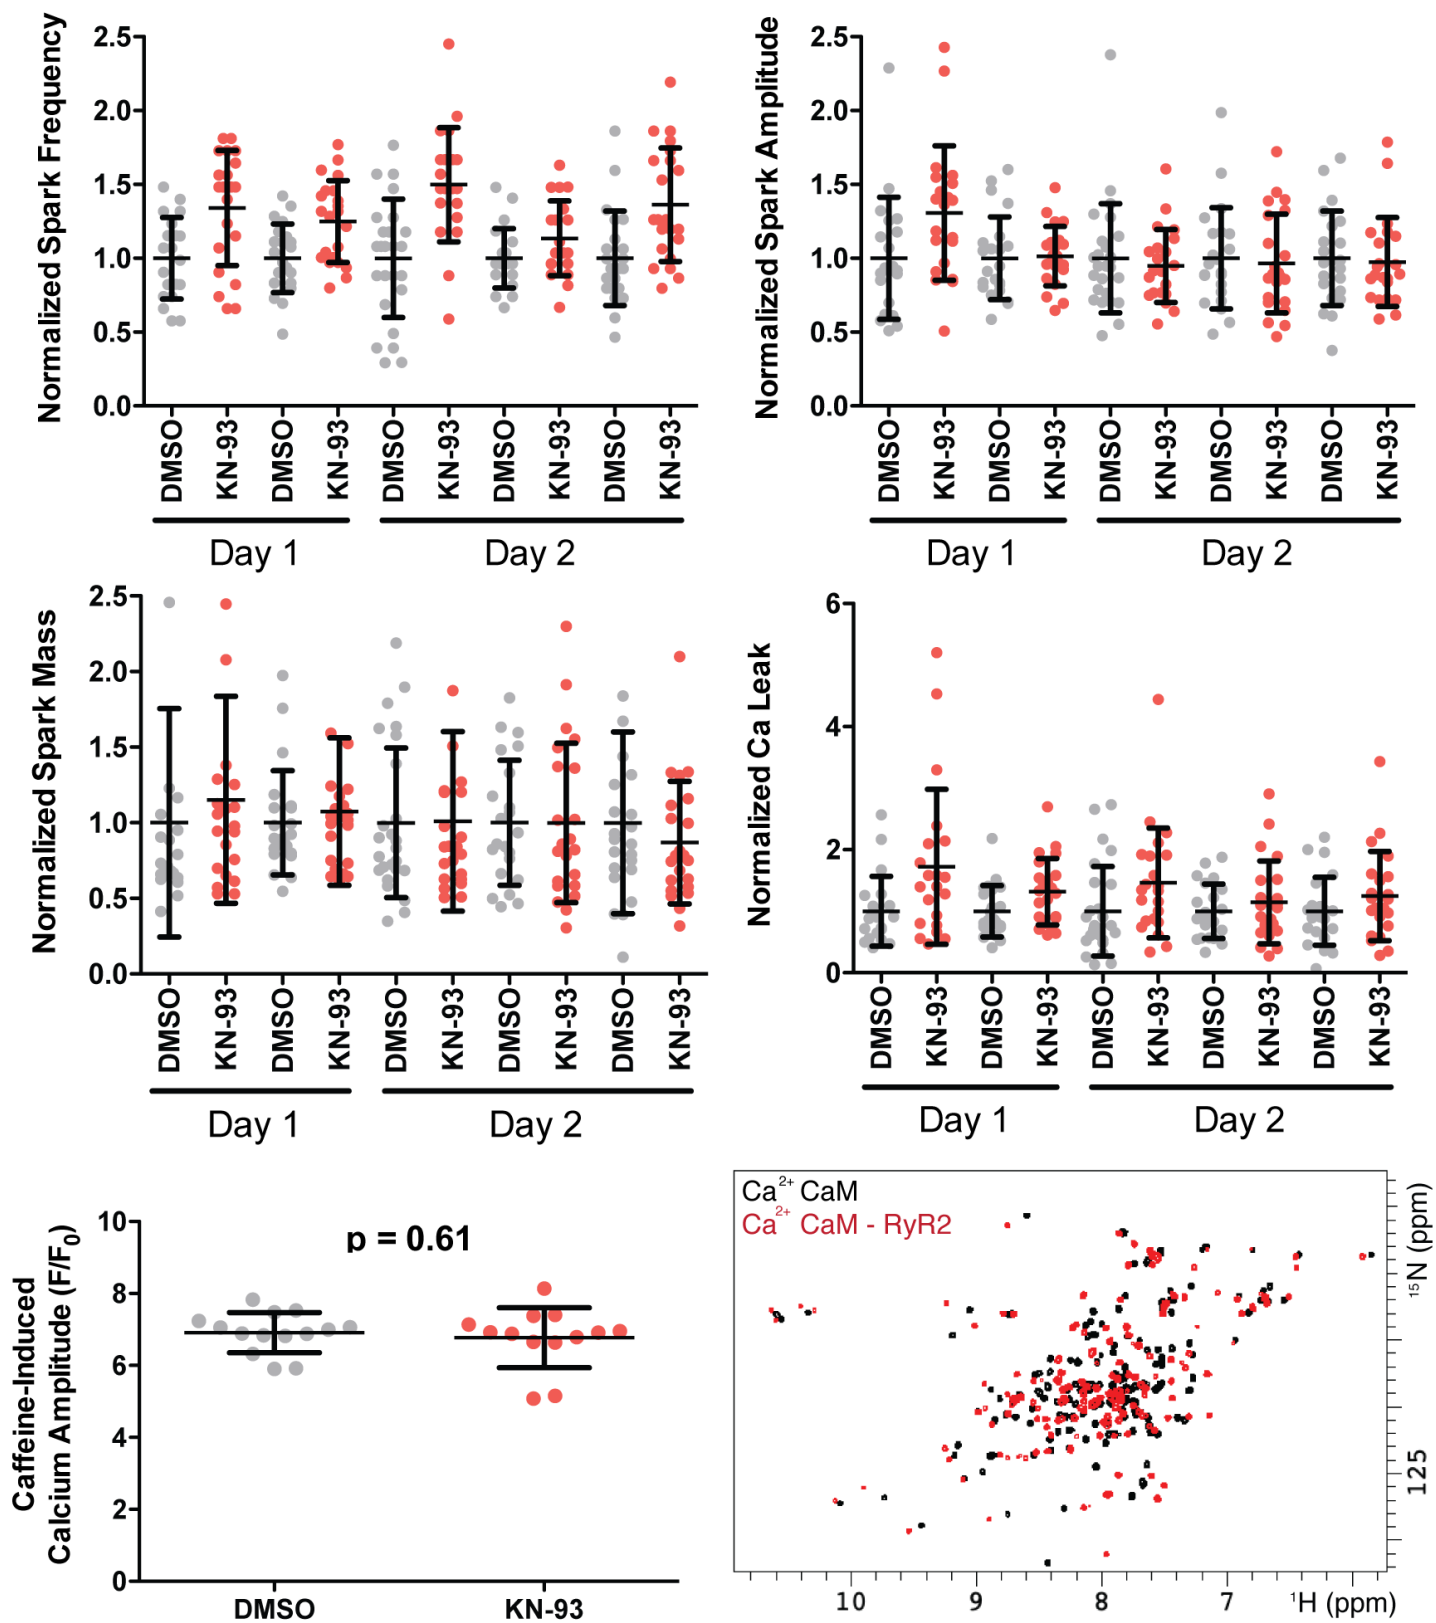 Normalized Spark Frequency
2.5
2.0
1.5
1.0
0.5
0.0
DMSO
KN-93
DMSO
KN-93
DMSO
KN-93
DMSO
KN-93
DMSO
KN-93
Day 1
Day 2
Normalized Spark Amplitude
2.5
2.0
1.5
1.0
0.5
0.0
DMSO
KN-93
DMSO
KN-93
DMSO
KN-93
DMSO
KN-93
DMSO
KN-93
Day 1
Day 2
Normalized Spark Mass
2.5
2.0
1.5
1.0
0.5
0.0
DMSO
KN-93
DMSO
KN-93
DMSO
KN-93
DMSO
KN-93
DMSO
KN-93
Day 1
Day 2
Normalized Ca Leak
6
4
2
0
DMSO
KN-93
DMSO
KN-93
DMSO
KN-93
DMSO
KN-93
DMSO
KN-93
Day 1
Day 2
Caffeine-Induced
Calcium Amplitude (F/F₀)
10
8
6
4
2
0
p = 0.61
DMSO
KN-93
Ca²⁺ CaM
Ca²⁺ CaM - RyR2
¹⁵N (ppm)
125
10
9
8
7
¹H (ppm)